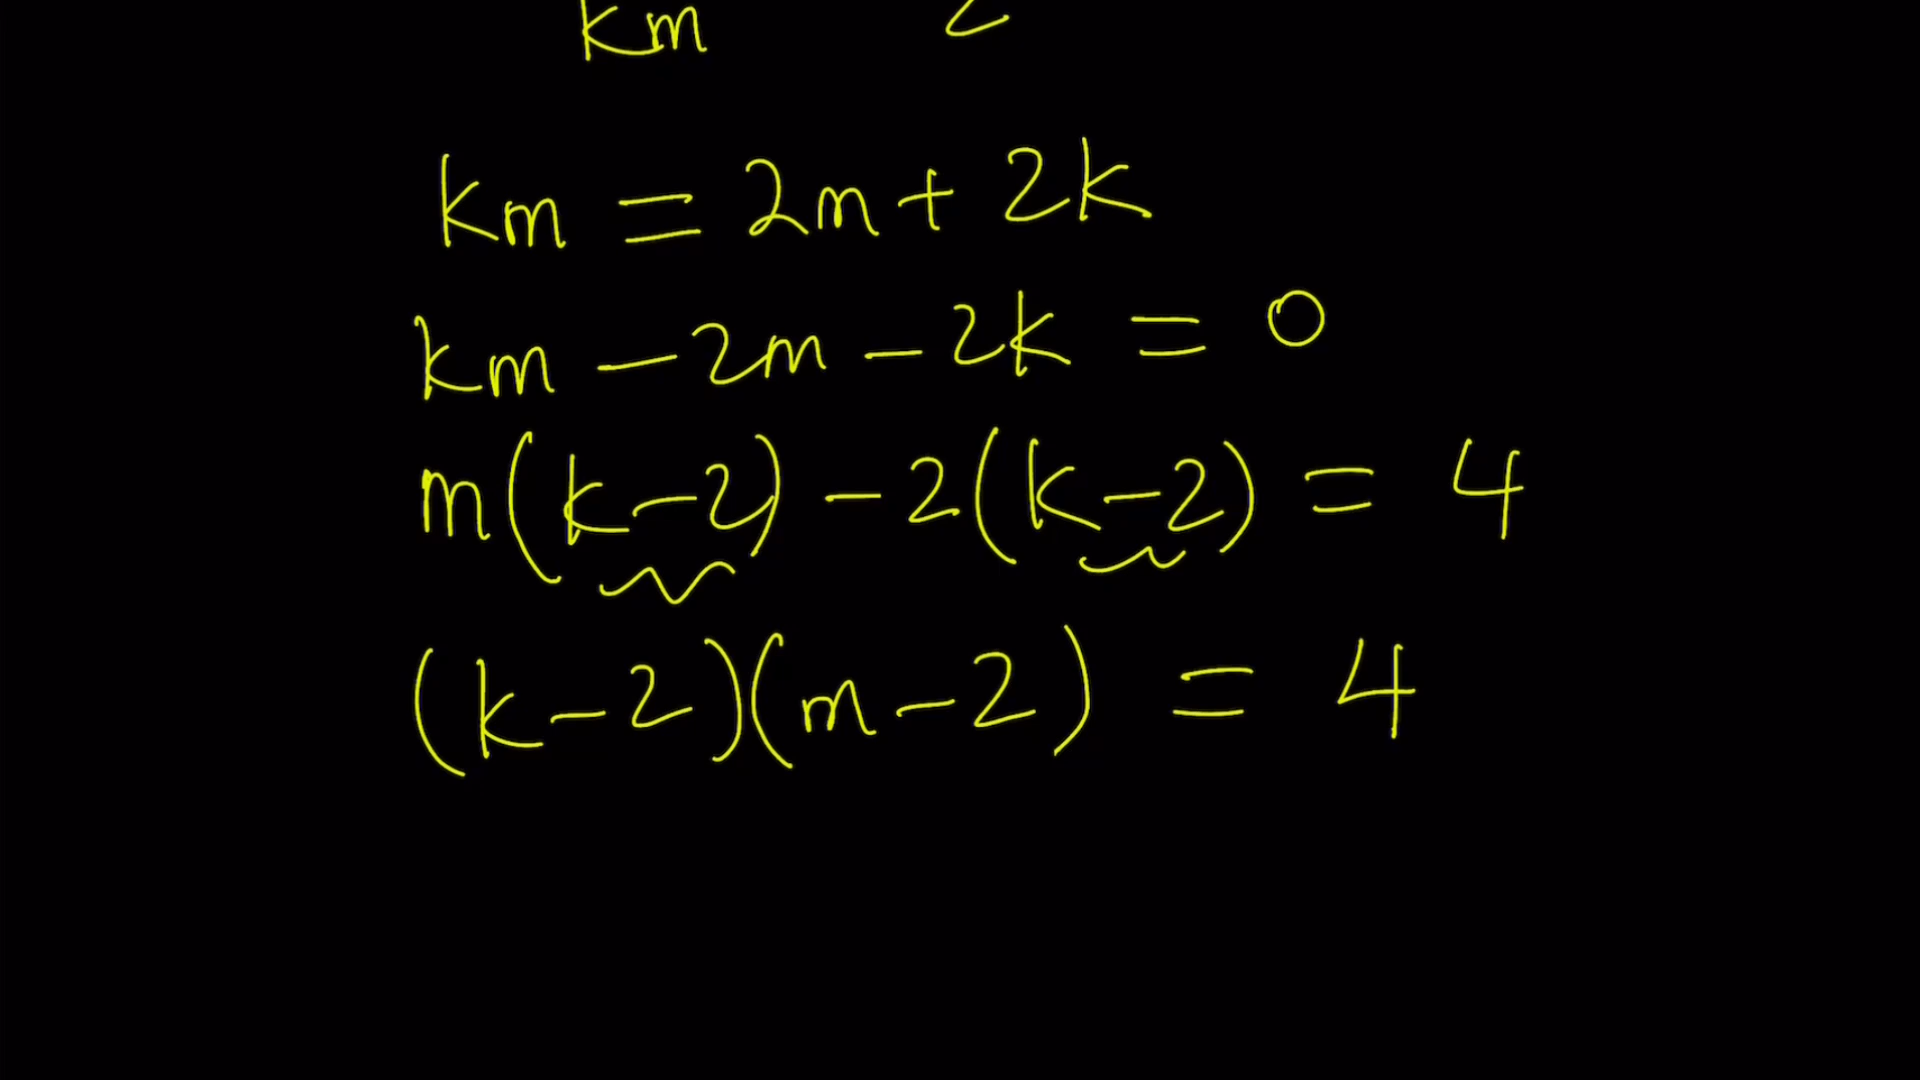 km 2
km = 2m + 2k
km - 2m - 2k = 0
m(k-2) - 2(k-2) = 4
(k-2)(m-2) = 4